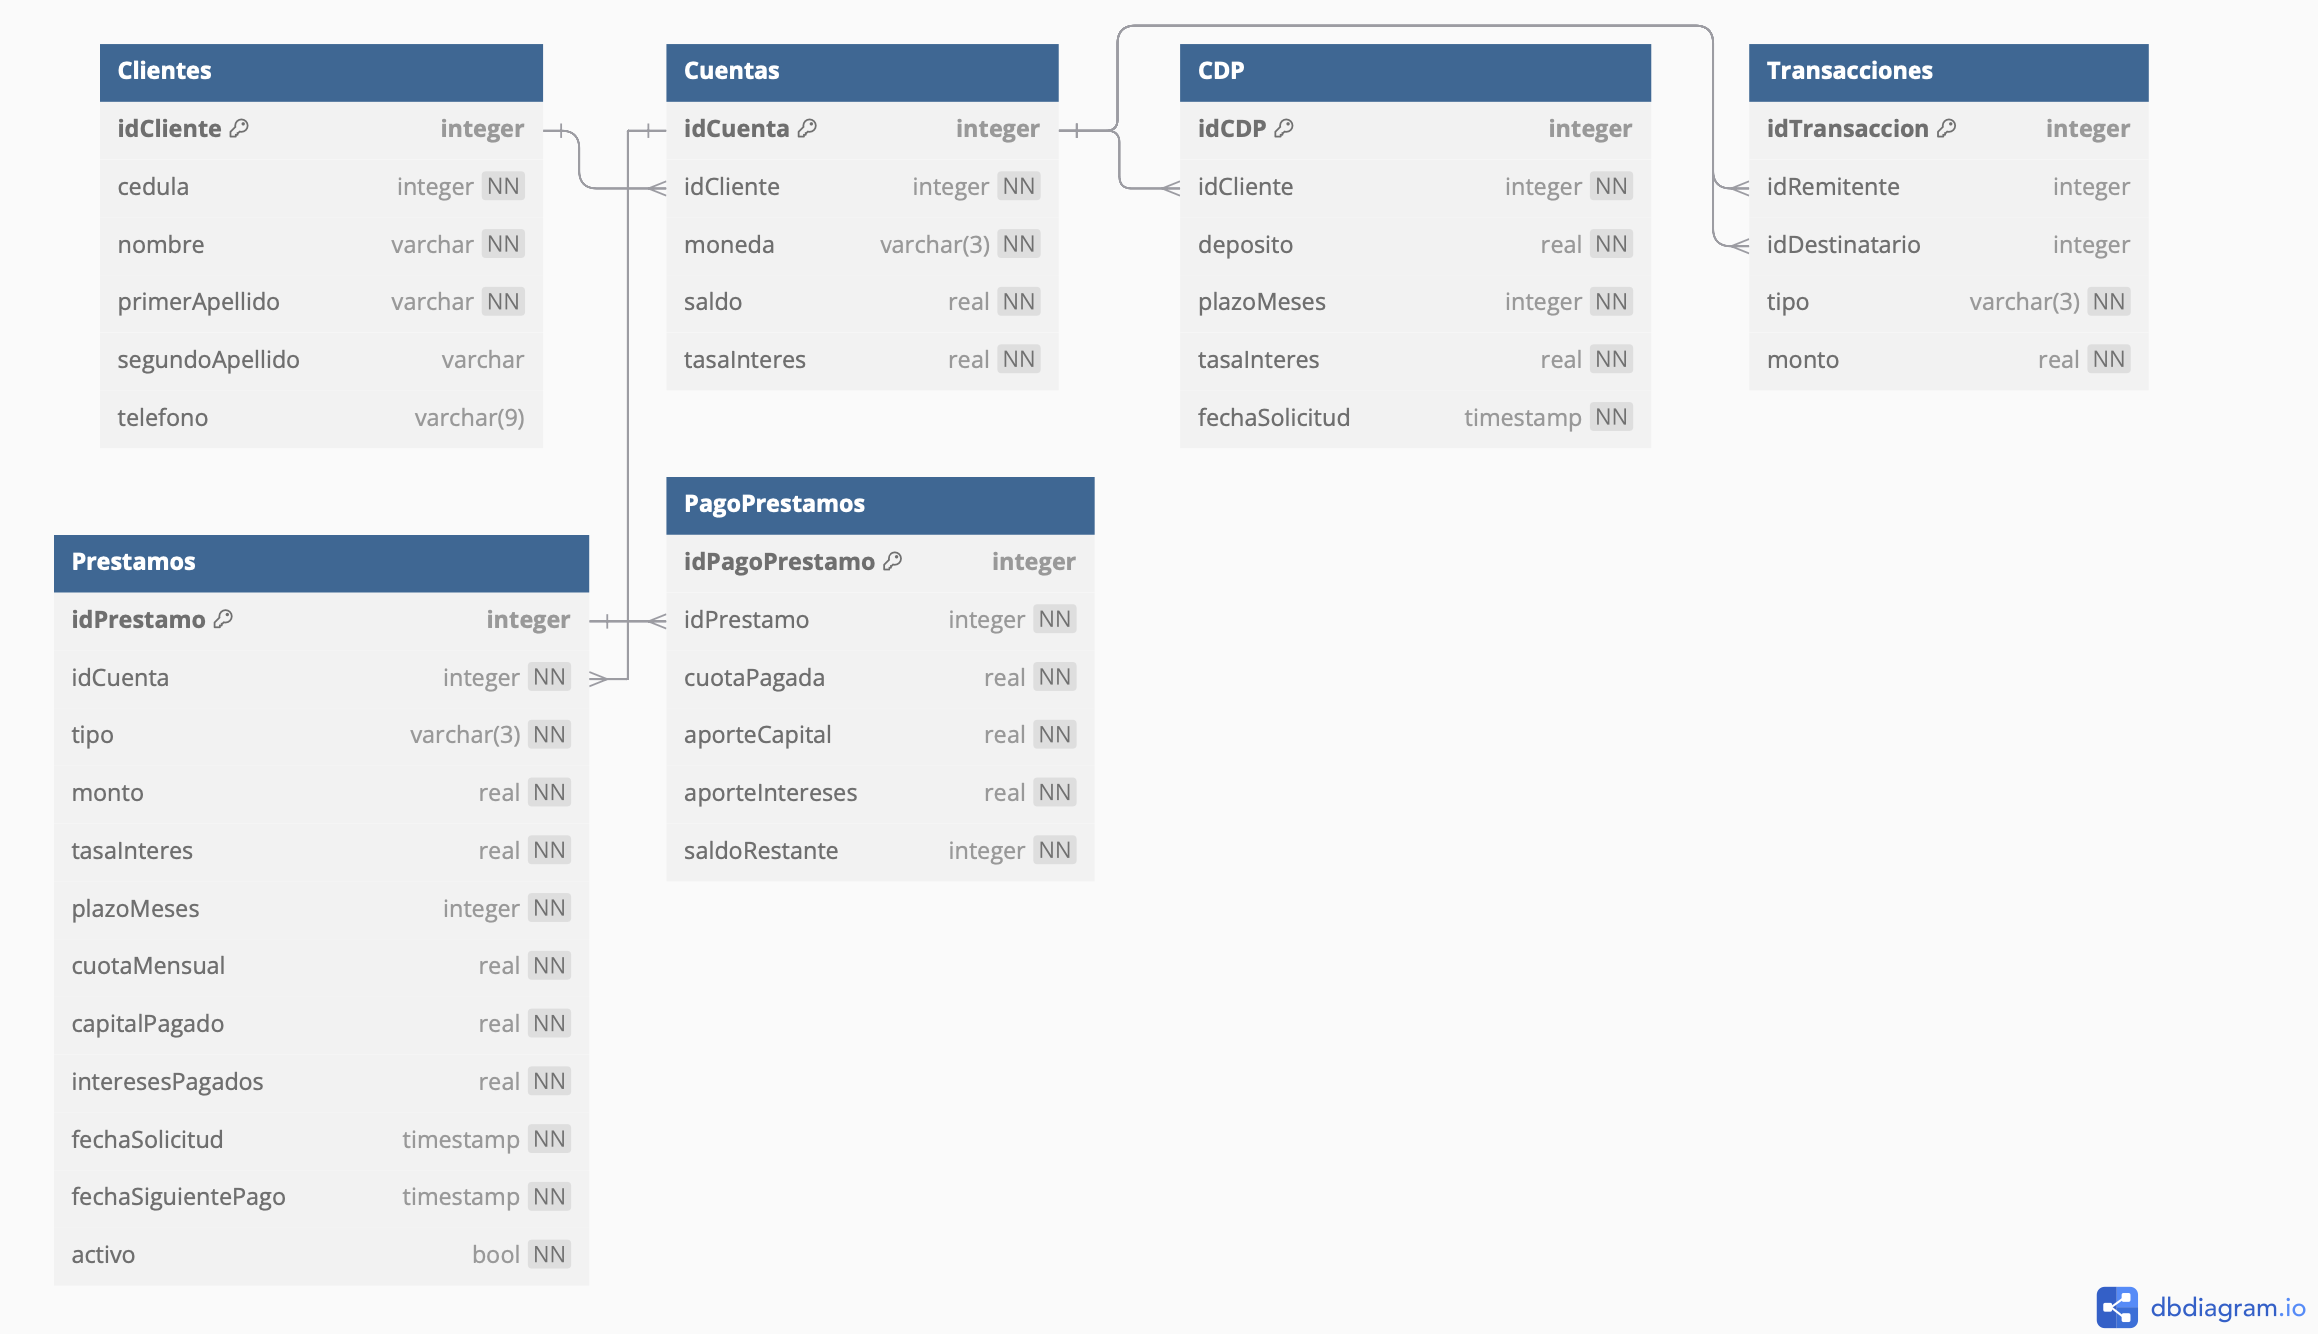 Clientes
idCliente integer
cedula integer NN
nombre varchar NN
primerApellido varchar NN
segundoApellido varchar
telefono varchar(9)
Cuentas
idCuenta integer
idCliente integer NN
moneda varchar(3) NN
saldo real NN
tasaInteres real NN
CDP
idCDP integer
idCliente integer NN
deposito real NN
plazoMeses integer NN
tasaInteres real NN
fechaSolicitud timestamp NN
Transacciones
idTransaccion integer
idRemitente integer
idDestinatario integer
tipo varchar(3) NN
monto real NN
Prestamos
idPrestamo integer
idCuenta integer NN
tipo varchar(3) NN
monto real NN
tasaInteres real NN
plazoMeses integer NN
cuotaMensual real NN
capitalPagado real NN
interesesPagados real NN
fechaSolicitud timestamp NN
fechaSiguientePago timestamp NN
activo bool NN
PagoPrestamos
idPagoPrestamo integer
idPrestamo integer NN
cuotaPagada real NN
aporteCapital real NN
aporteIntereses real NN
saldoRestante integer NN
dbdiagram.io